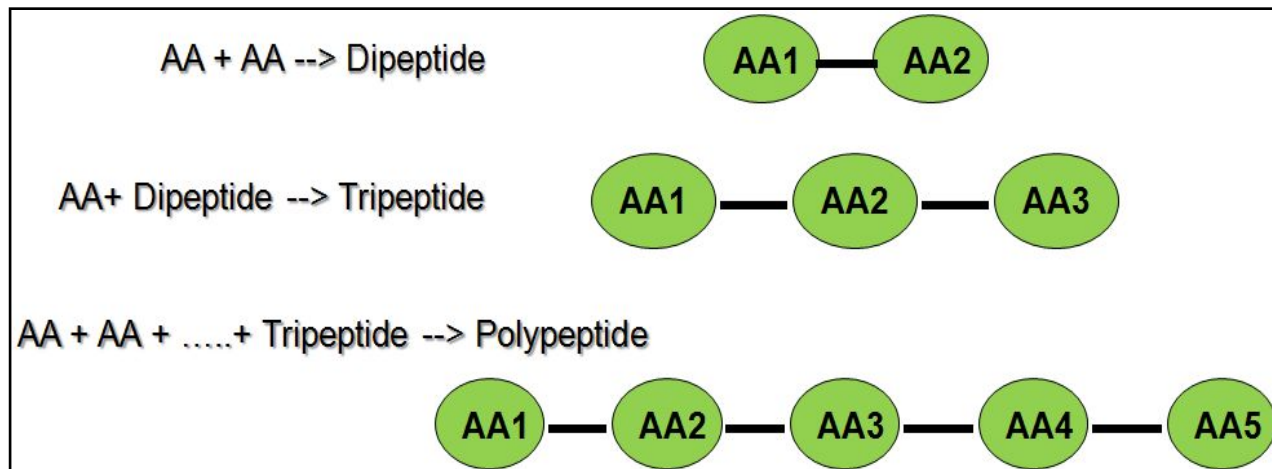 AA + AA --> Dipeptide
AA1 AA2
AA+ Dipeptide --> Tripeptide
AA1 AA2 AA3
AA + AA + .....+ Tripeptide --> Polypeptide
AA1 AA2 AA3 AA4 AA5